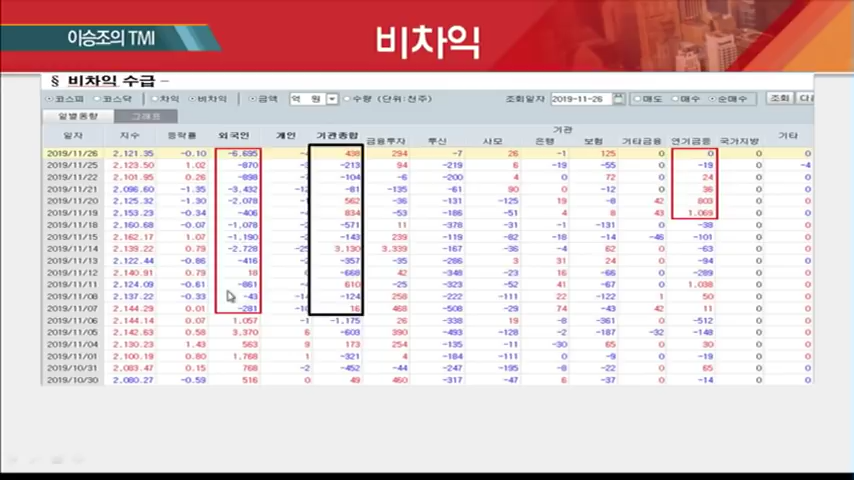 이승조의 TMI
비차익
§ 비차익 수급 –
코스피 코스닥 차익 비차익 금액 억 원 수량 (단위:천주) 조회일자 2019-11-26 매도 매수 순매수 조회
일별동향 그래프
일자 지수 등락률 외국인 개인 기관종합 기관 기타
금융투자 투신 사모 은행 보험 기타금융 연기금등 국가지방
2019/11/26 2,121.35 -0.10 -6,695 438 294 -7 26 -1 125 0 0 0 0
2019/11/25 2,123.50 1.02 -870 -213 94 -219 6 -19 -55 0 -19 0 -4
2019/11/22 2,101.95 0.26 -898 -104 -6 -200 4 0 72 0 24 0 0
2019/11/21 2,096.60 -1.35 -3,432 -81 -135 -61 90 0 -12 0 36 0 0
2019/11/20 2,125.32 -1.30 -2,078 562 -36 -131 -125 19 -8 42 803 0 0
2019/11/19 2,153.23 -0.34 -406 834 -53 -186 -51 4 8 43 1,069 0 0
2019/11/18 2,160.68 -0.07 -1,078 -571 11 -378 -31 -1 -131 0 -38 0 0
2019/11/15 2,162.17 1.07 -1,190 -143 239 -119 -82 -18 -14 -46 -101 0 0
2019/11/14 2,139.22 0.79 -2,728 3,130 3,339 -167 -36 -4 62 0 -63 0 0
2019/11/13 2,122.44 -0.86 -416 -357 -35 -286 3 31 24 0 -94 0 0
2019/11/12 2,140.91 0.79 18 -668 42 -348 -23 16 -66 0 -289 0 0
2019/11/11 2,124.09 -0.61 -861 610 -25 -323 -52 41 -67 0 1,038 0 0
2019/11/08 2,137.22 -0.33 -43 -124 258 -222 -111 22 -122 1 50 0 0
2019/11/07 2,144.29 0.01 -281 16 468 -508 -29 74 -43 42 11 0 0
2019/11/06 2,144.14 0.07 1,057 -1,175 26 -338 19 -8 -361 0 -512 0 0
2019/11/05 2,142.63 0.58 3,370 6 -603 390 -493 -128 -2 -187 -32 -148 0 0
2019/11/04 2,130.23 1.43 563 9 173 254 -135 -11 -30 65 0 30 0 0
2019/11/01 2,100.19 0.80 1,768 -321 4 -184 -111 0 -9 0 -19 0 0
2019/10/31 2,083.47 0.15 768 -2 -452 -44 -247 -195 -8 -22 0 65 0 0
2019/10/30 2,080.27 -0.59 516 0 49 460 -317 -47 6 -37 0 -14 0 0